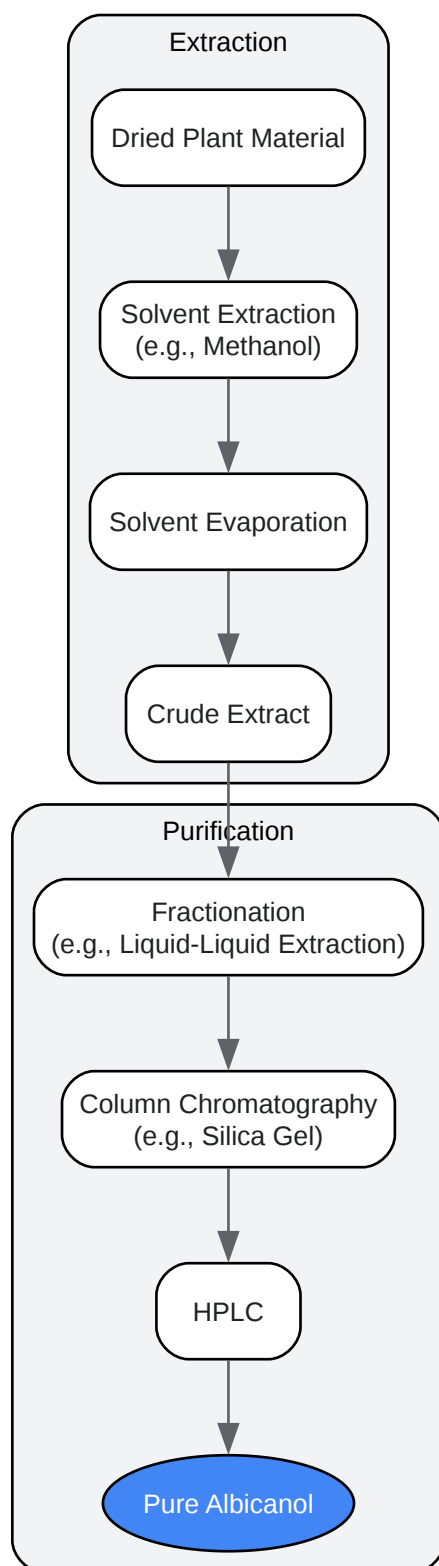 Extraction
Dried Plant Material
Solvent Extraction
(e.g., Methanol)
Solvent Evaporation
Crude Extract
Purification
Fractionation
(e.g., Liquid-Liquid Extraction)
Column Chromatography
(e.g., Silica Gel)
HPLC
Pure Albicanol